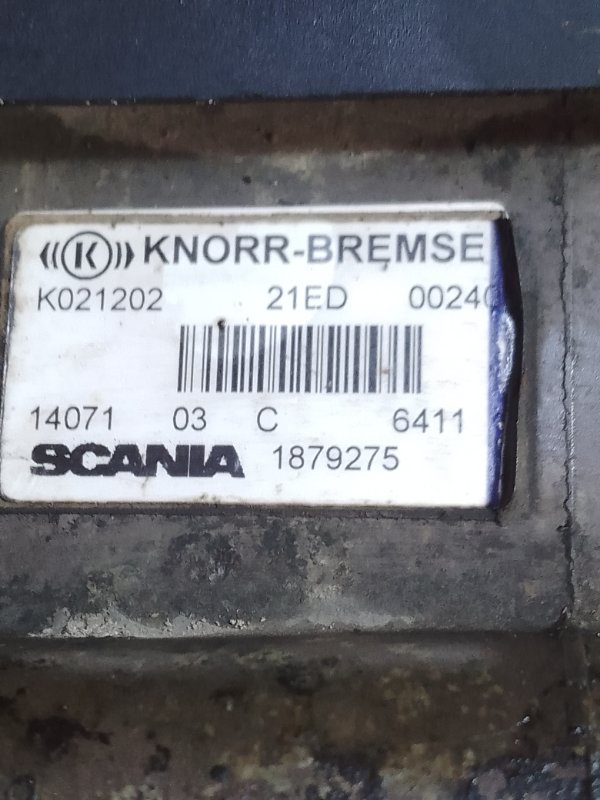 K KNORR-BREMSE
K021202 21ED 0024
14071 03 C 6411
SCANIA 1879275